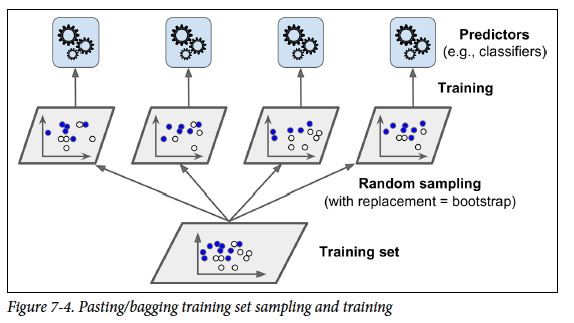 Predictors
(e.g., classifiers)
Training
Random sampling
(with replacement = bootstrap)
Training set
Figure 7-4. Pasting/bagging training set sampling and training